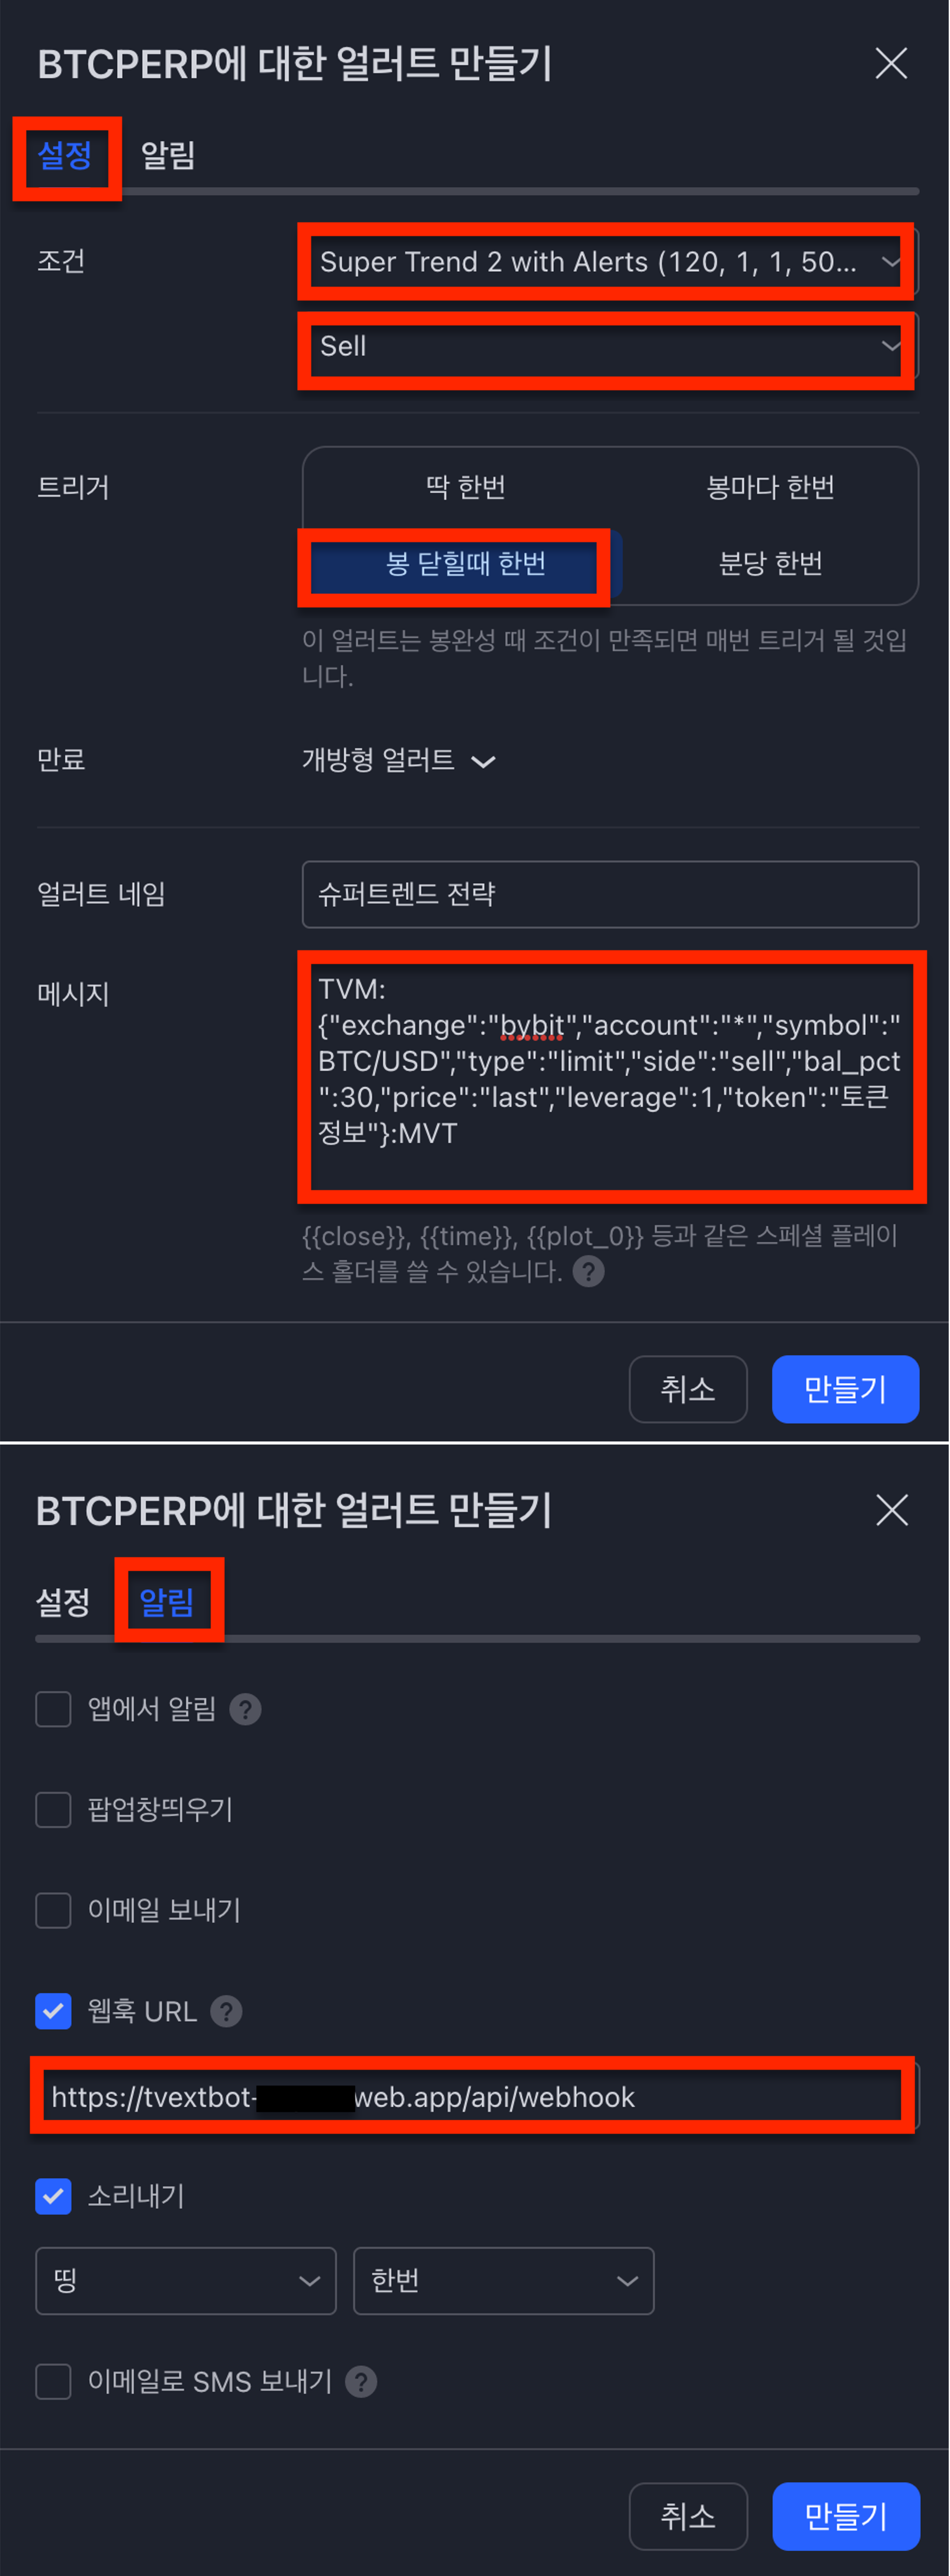 BTCPERP에 대한 얼러트 만들기
설정 알림
조건
Super Trend 2 with Alerts (120, 1, 1, 50...
Sell
트리거
딱 한번 봉마다 한번
봉 닫힐때 한번 분당 한번
이 얼러트는 봉완성 때 조건이 만족되면 매번 트리거 될 것입
니다.
만료 개방형 얼러트
얼러트 네임 슈퍼트렌드 전략
메시지
TVM:
{"exchange":"bybit","account":"*","symbol":"
BTC/USD","type":"limit","side":"sell","bal_pct
":30,"price":"last","leverage":1,"token":"토큰
정보"}:MVT
{{close}}, {{time}}, {{plot_0}} 등과 같은 스페셜 플레이
스 홀더를 쓸 수 있습니다. ?
취소 만들기
BTCPERP에 대한 얼러트 만들기
설정 알림
앱에서 알림 ?
팝업창띄우기
이메일 보내기
웹훅 URL ?
https://tvextbot- web.app/api/webhook
소리내기
띵 한번
이메일로 SMS 보내기 ?
취소 만들기